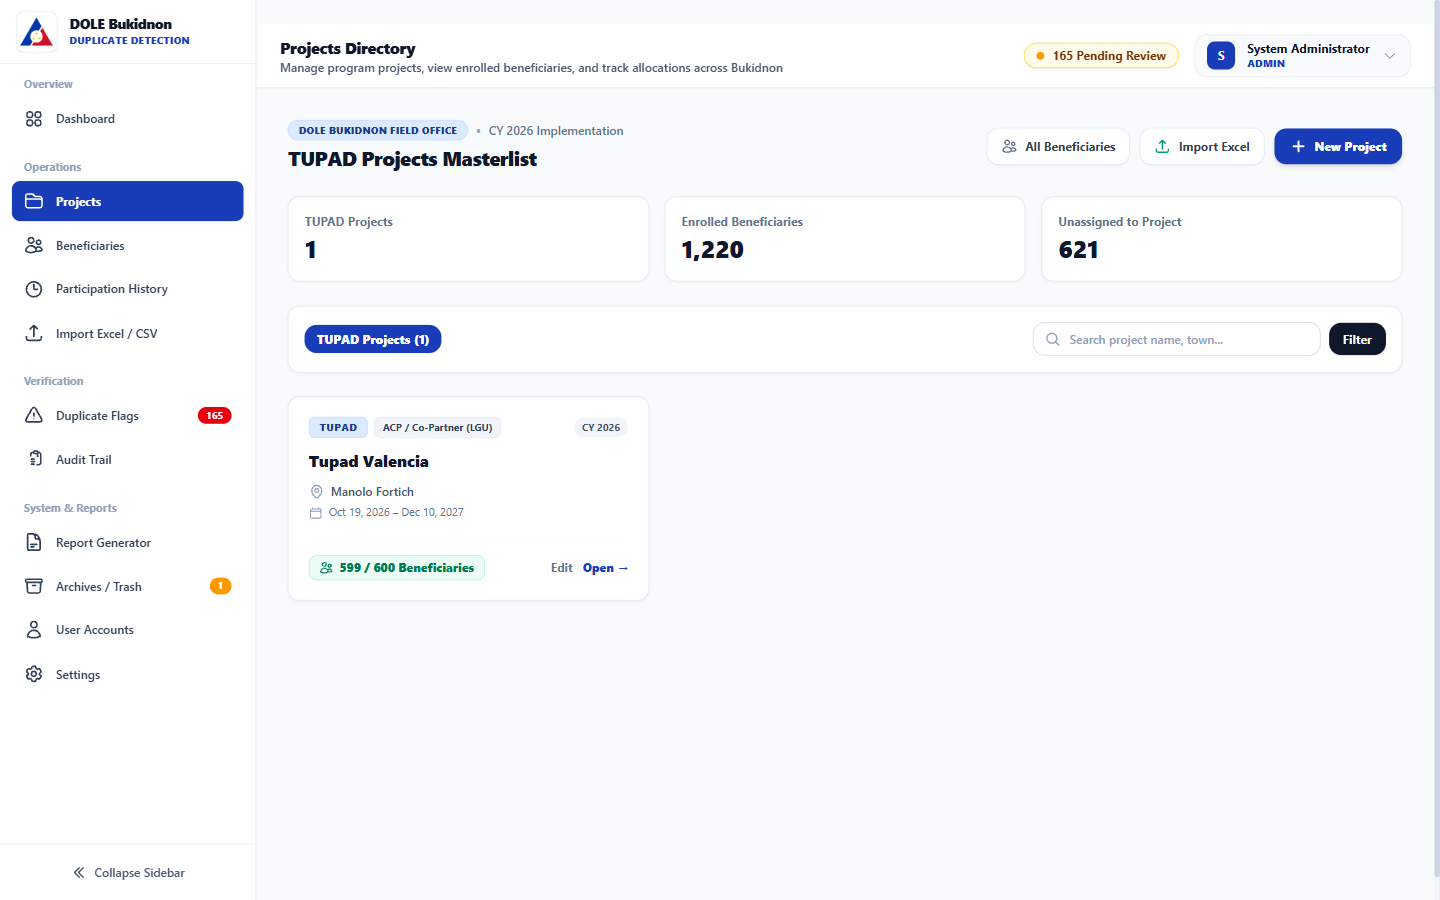 DOLE Bukidnon
DUPLICATE DETECTION
Overview
Dashboard
Operations
Projects
Beneficiaries
Participation History
Import Excel / CSV
Verification
Duplicate Flags
165
Audit Trail
System & Reports
Report Generator
Archives / Trash
1
User Accounts
Settings
Collapse Sidebar
Projects Directory
Manage program projects, view enrolled beneficiaries, and track allocations across Bukidnon
165 Pending Review
S
System Administrator
ADMIN
DOLE BUKIDNON FIELD OFFICE • CY 2026 Implementation
TUPAD Projects Masterlist
All Beneficiaries
Import Excel
New Project
TUPAD Projects
1
Enrolled Beneficiaries
1,220
Unassigned to Project
621
TUPAD Projects (1)
Search project name, town...
Filter
TUPAD
ACP / Co-Partner (LGU)
CY 2026
Tupad Valencia
Manolo Fortich
Oct 19, 2026 – Dec 10, 2027
599 / 600 Beneficiaries
Edit
Open →